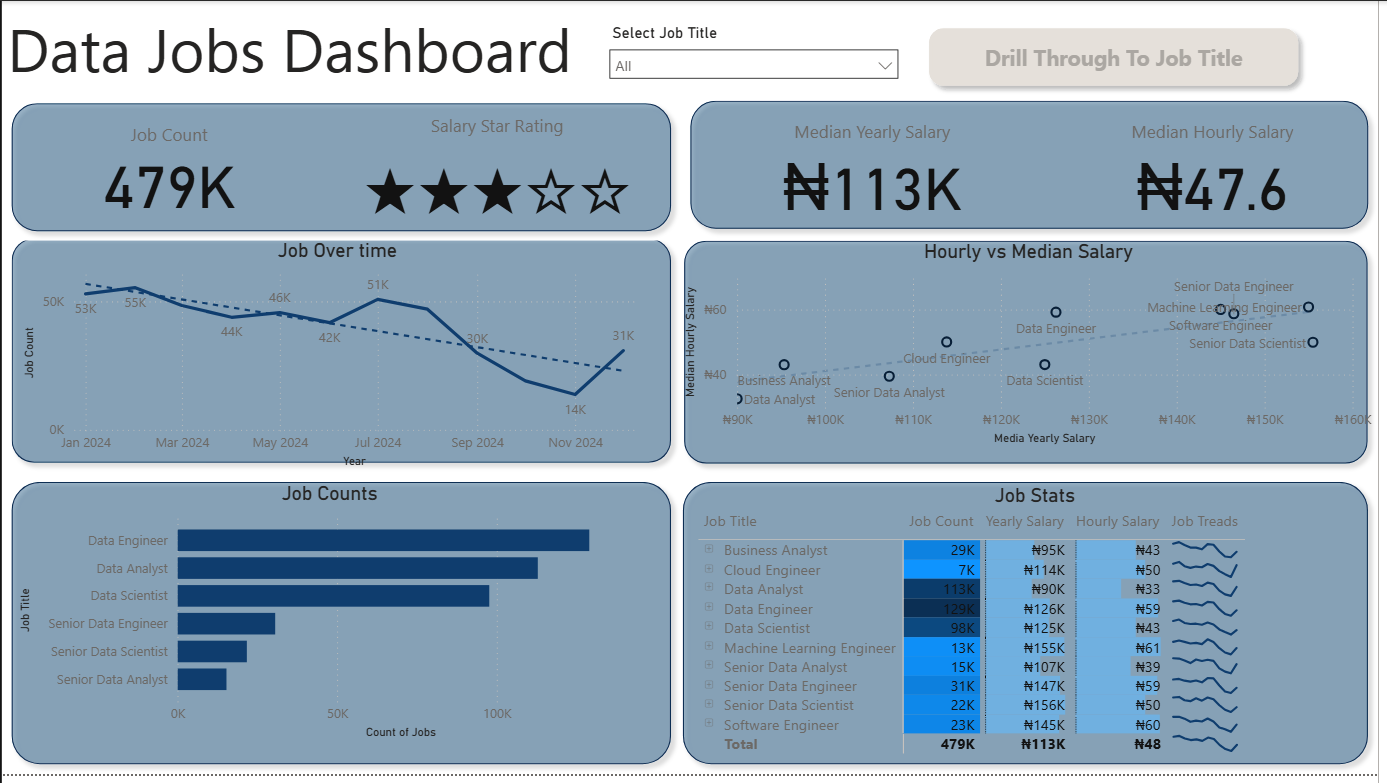 Data Jobs Dashboard
Select Job Title
All
Drill Through To Job Title
Job Count
479K
Salary Star Rating
★★★☆☆
Median Yearly Salary
₦113K
Median Hourly Salary
₦47.6
Job Over time
Job Count
50K
0K
53K
55K
44K
46K
42K
51K
30K
14K
31K
Jan 2024
Mar 2024
May 2024
Jul 2024
Sep 2024
Nov 2024
Year
Hourly vs Median Salary
Median Hourly Salary
₦60
₦40
Senior Data Engineer
Machine Learning Engineer
Software Engineer
Data Engineer
Senior Data Scientist
Cloud Engineer
Business Analyst
Data Scientist
Senior Data Analyst
Data Analyst
₦90K
₦100K
₦110K
₦120K
₦130K
₦140K
₦150K
₦160K
Media Yearly Salary
Job Counts
Job Title
Data Engineer
Data Analyst
Data Scientist
Senior Data Engineer
Senior Data Scientist
Senior Data Analyst
0K
50K
100K
Count of Jobs
Job Stats
Job Title Job Count Yearly Salary Hourly Salary Job Treads
Business Analyst 29K ₦95K ₦43
Cloud Engineer 7K ₦114K ₦50
Data Analyst 113K ₦90K ₦33
Data Engineer 129K ₦126K ₦59
Data Scientist 98K ₦125K ₦43
Machine Learning Engineer 13K ₦155K ₦61
Senior Data Analyst 15K ₦107K ₦39
Senior Data Engineer 31K ₦147K ₦59
Senior Data Scientist 22K ₦156K ₦50
Software Engineer 23K ₦145K ₦60
Total 479K ₦113K ₦48